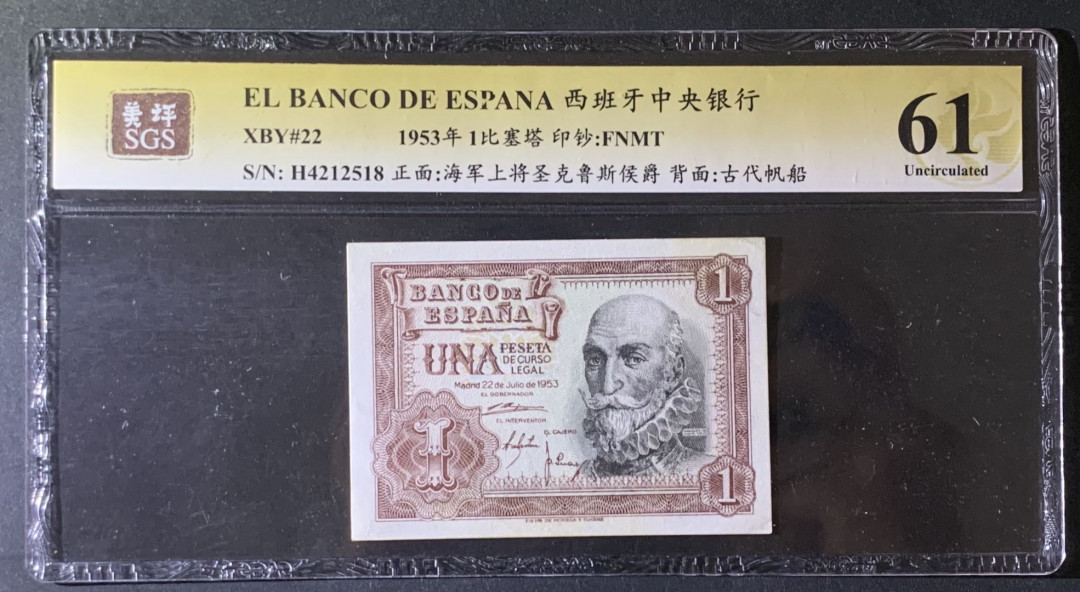 美坪
SGS
EL BANCO DE ESPANA 西班牙中央银行
XBY#22 1953年 1比塞塔 印钞:FNMT
S/N: H4212518 正面:海军上将圣克鲁斯侯爵 背面:古代帆船
61
Uncirculated
BANCO DE
ESPAÑA
UNA PESETA
DE CURSO
LEGAL
Madrid 22 de Julio de 1953
EL GOBERNADOR
EL INTERVENTOR
EL CAJERO
1
1
1